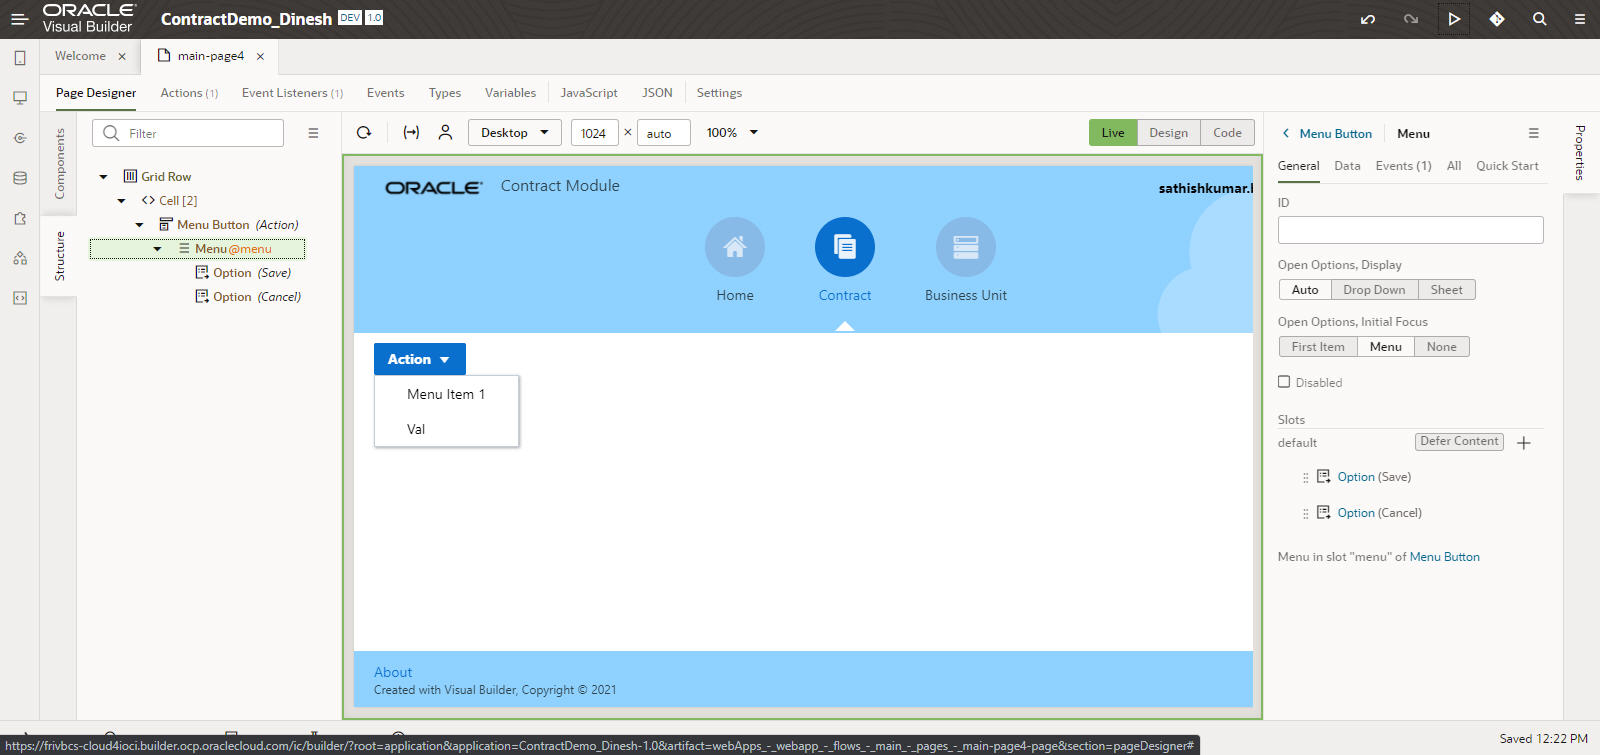 ORACLE
Visual Builder
ContractDemo_Dinesh DEV 1.0
Welcome × main-page4 ×
Page Designer Actions (1) Event Listeners (1) Events Types Variables JavaScript JSON Settings
Components
Structure
Filter
Grid Row
Cell [2]
Menu Button (Action)
Menu@menu
Option (Save)
Option (Cancel)
Desktop 1024 × auto 100%
Live Design Code
ORACLE Contract Module
sathishkumar.
Home Contract Business Unit
Action
Menu Item 1
Val
About
Created with Visual Builder, Copyright © 2021
Menu Button Menu
General Data Events (1) All Quick Start
ID
Open Options, Display
Auto Drop Down Sheet
Open Options, Initial Focus
First Item Menu None
Disabled
Slots
default Defer Content
Option (Save)
Option (Cancel)
Menu in slot "menu" of Menu Button
Properties
https://frivbcs-cloud4ioci.builder.ocp.oraclecloud.com/ic/builder/?root=application&application=ContractDemo_Dinesh-1.0&artifact=webApps_-_webapp_-_flows_-_main_-_pages_-_main-page4-page&section=pageDesigner#
Saved 12:22 PM